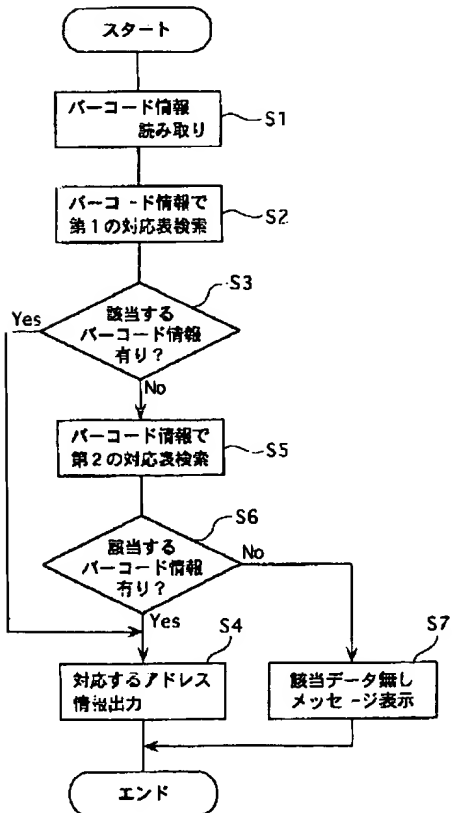 スタート
バーコード情報
読み取り
S1
バーコード情報で
第1の対応表検索
S2
S3
該当する
バーコード情報
有り?
Yes
No
バーコード情報で
第2の対応表検索
S5
S6
該当する
バーコード情報
有り?
No
Yes
S4
対応するアドレス
情報出力
S7
該当データ無し
メッセージ表示
エンド